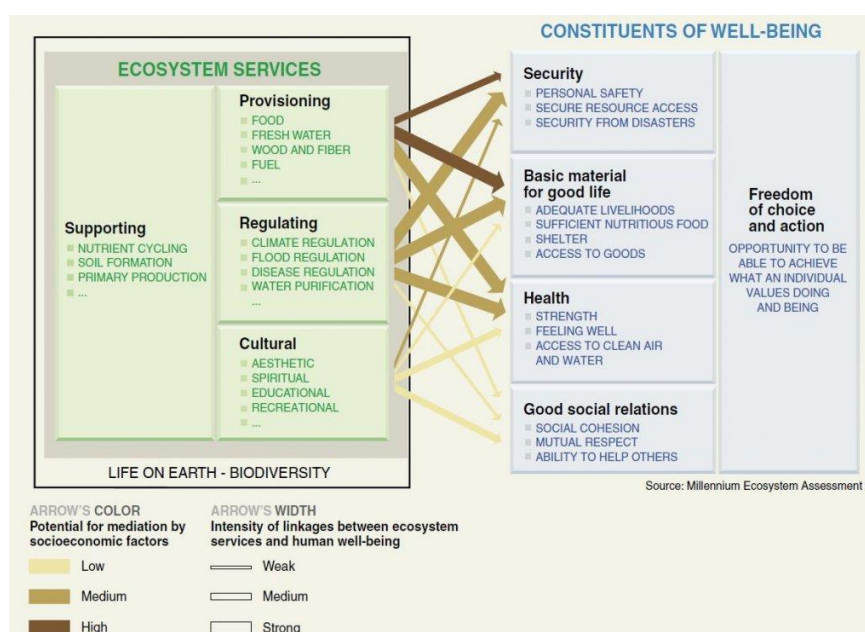 CONSTITUENTS OF WELL-BEING
ECOSYSTEM SERVICES
Supporting
NUTRIENT CYCLING
SOIL FORMATION
PRIMARY PRODUCTION
...
Provisioning
FOOD
FRESH WATER
WOOD AND FIBER
FUEL
...
Regulating
CLIMATE REGULATION
FLOOD REGULATION
DISEASE REGULATION
WATER PURIFICATION
...
Cultural
AESTHETIC
SPIRITUAL
EDUCATIONAL
RECREATIONAL
...
LIFE ON EARTH - BIODIVERSITY
Security
PERSONAL SAFETY
SECURE RESOURCE ACCESS
SECURITY FROM DISASTERS
Basic material
for good life
ADEQUATE LIVELIHOODS
SUFFICIENT NUTRITIOUS FOOD
SHELTER
ACCESS TO GOODS
Health
STRENGTH
FEELING WELL
ACCESS TO CLEAN AIR
AND WATER
Good social relations
SOCIAL COHESION
MUTUAL RESPECT
ABILITY TO HELP OTHERS
Freedom
of choice
and action
OPPORTUNITY TO BE
ABLE TO ACHIEVE
WHAT AN INDIVIDUAL
VALUES DOING
AND BEING
Source: Millennium Ecosystem Assessment
ARROW'S COLOR
Potential for mediation by
socioeconomic factors
Low
Medium
High
ARROW'S WIDTH
Intensity of linkages between ecosystem
services and human well-being
Weak
Medium
Strong